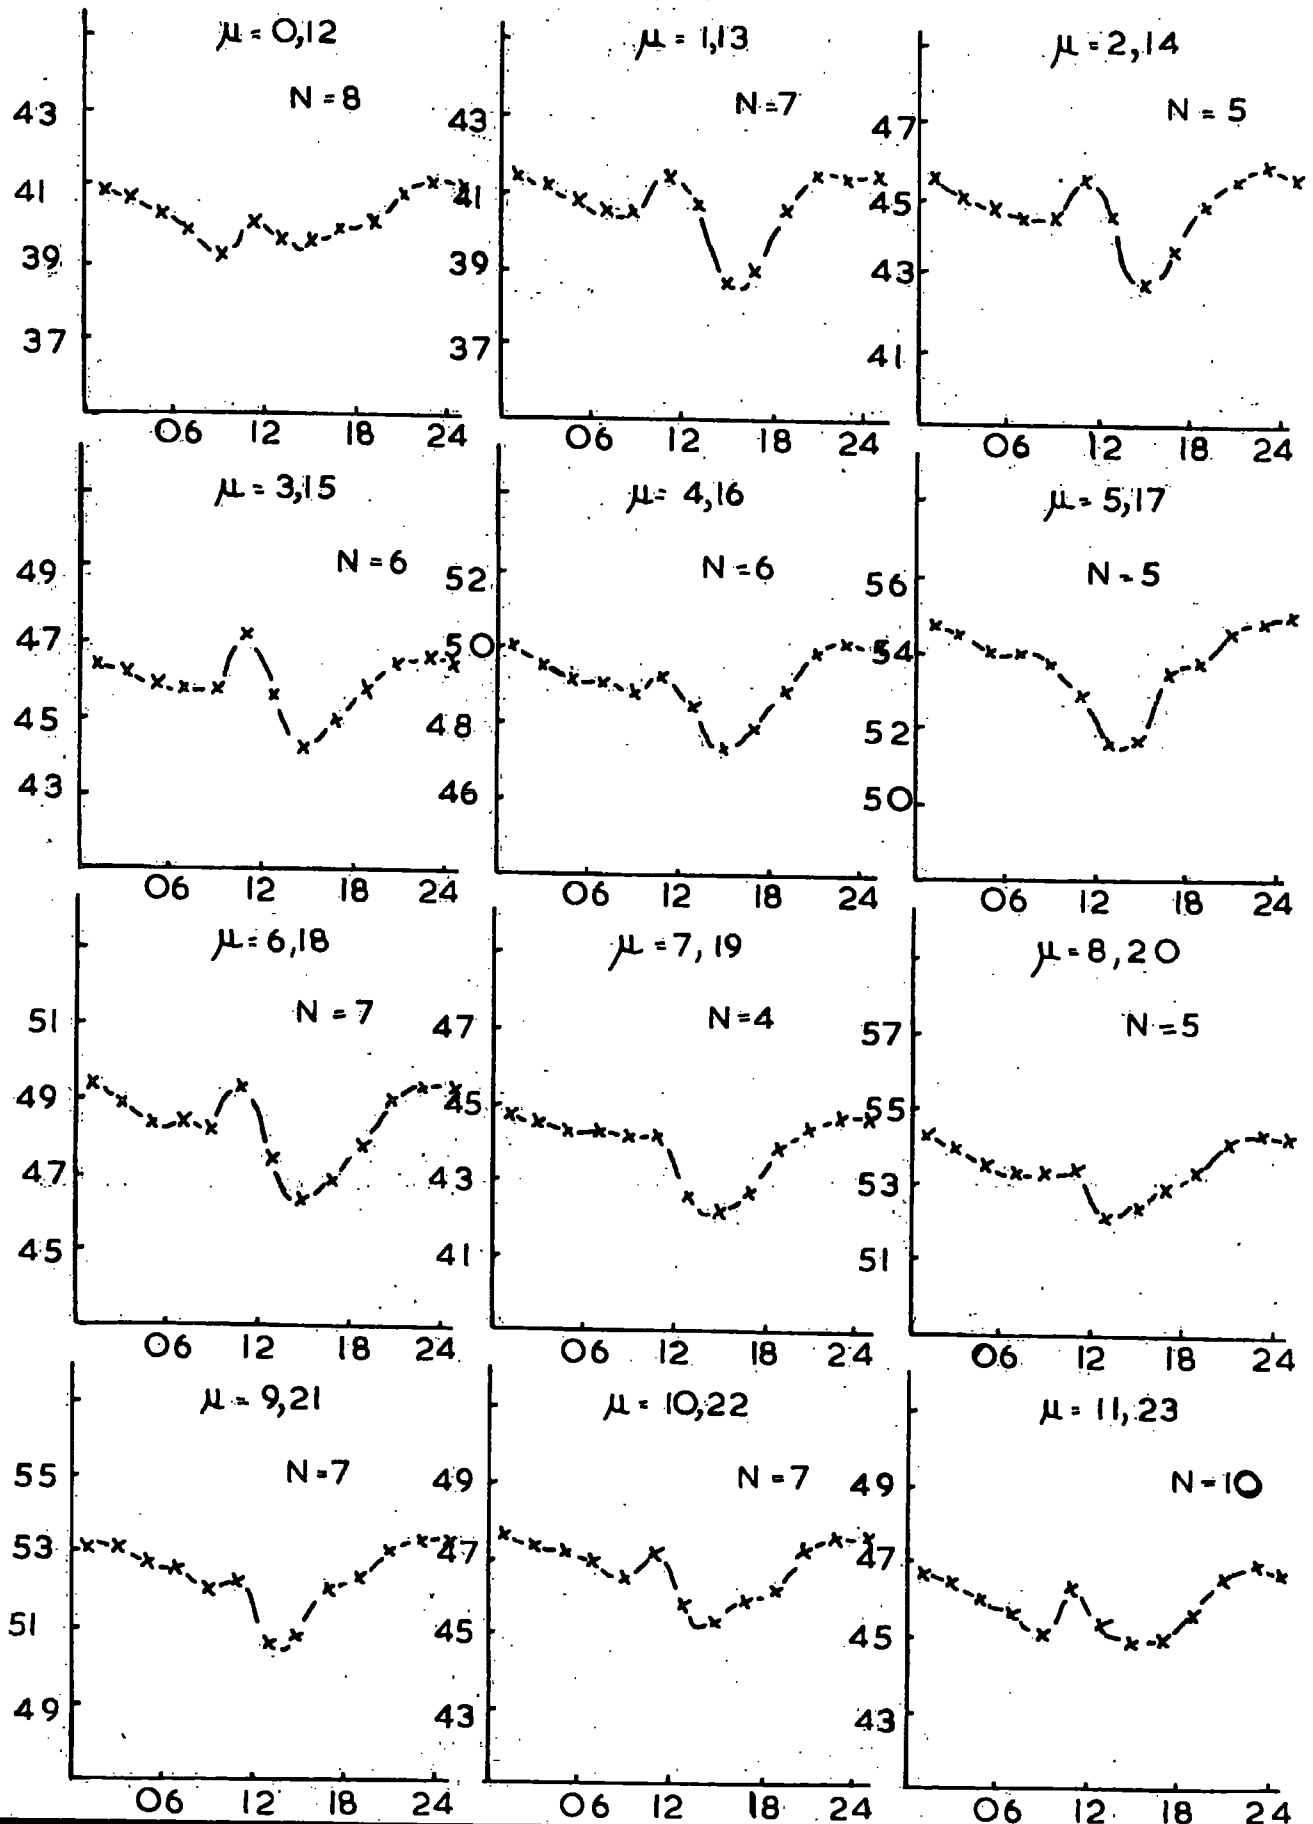 μ = 0,12
N = 8
43
41
39
37
06 12 18 24
μ = 1,13
N = 7
43
41
39
37
06 12 18 24
μ = 2,14
N = 5
47
45
43
41
06 12 18 24
μ = 3,15
N = 6
49
47
45
43
06 12 18 24
μ = 4,16
N = 6
52
50
48
46
06 12 18 24
μ = 5,17
N = 5
56
54
52
50
06 12 18 24
μ = 6,18
N = 7
51
49
47
45
06 12 18 24
μ = 7,19
N = 4
47
45
43
41
06 12 18 24
μ = 8,20
N = 5
57
55
53
51
06 12 18 24
μ = 9,21
N = 7
55
53
51
49
06 12 18 24
μ = 10,22
N = 7
49
47
45
43
06 12 18 24
μ = 11,23
N = 10
49
47
45
43
06 12 18 24